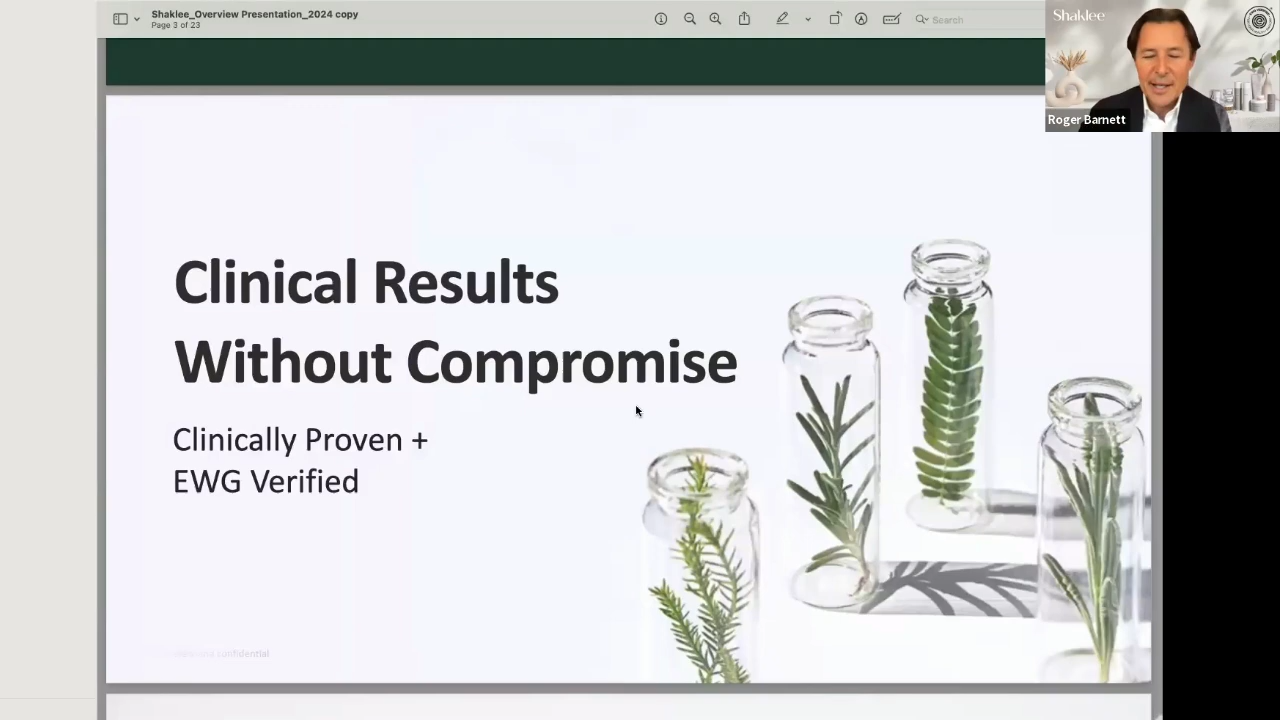 Shaklee_Overview Presentation_2024 copy
Page 3 of 23
Search
Shaklee
Roger Barnett
Clinical Results
Without Compromise
Clinically Proven +
EWG Verified
confidential